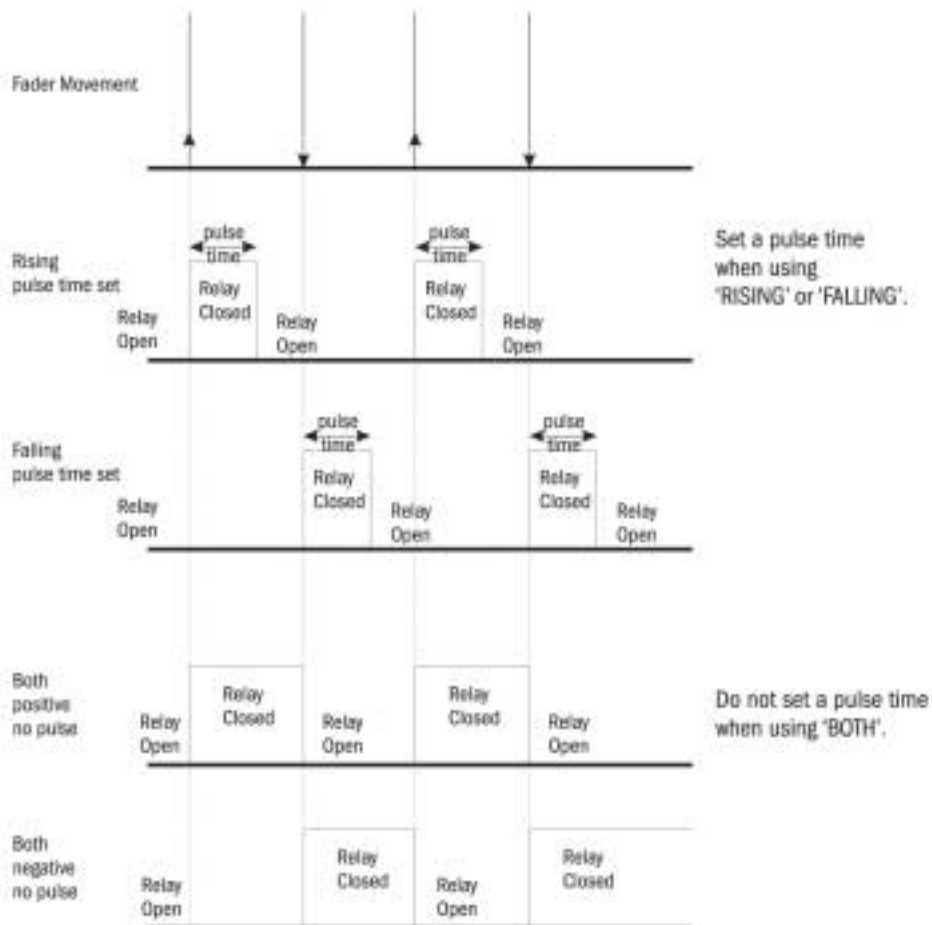 Fader Movement
pulse
time
pulse
time
Rising
pulse time set
Relay
Closed
Relay
Closed
Relay
Open
Relay
Open
Relay
Open
Set a pulse time
when using
'RISING' or 'FALLING'.
pulse
time
pulse
time
Falling
pulse time set
Relay
Closed
Relay
Closed
Relay
Open
Relay
Open
Relay
Open
Both
positive
no pulse
Relay
Open
Relay
Closed
Relay
Open
Relay
Closed
Relay
Open
Do not set a pulse time
when using 'BOTH'.
Both
negative
no pulse
Relay
Open
Relay
Closed
Relay
Open
Relay
Closed